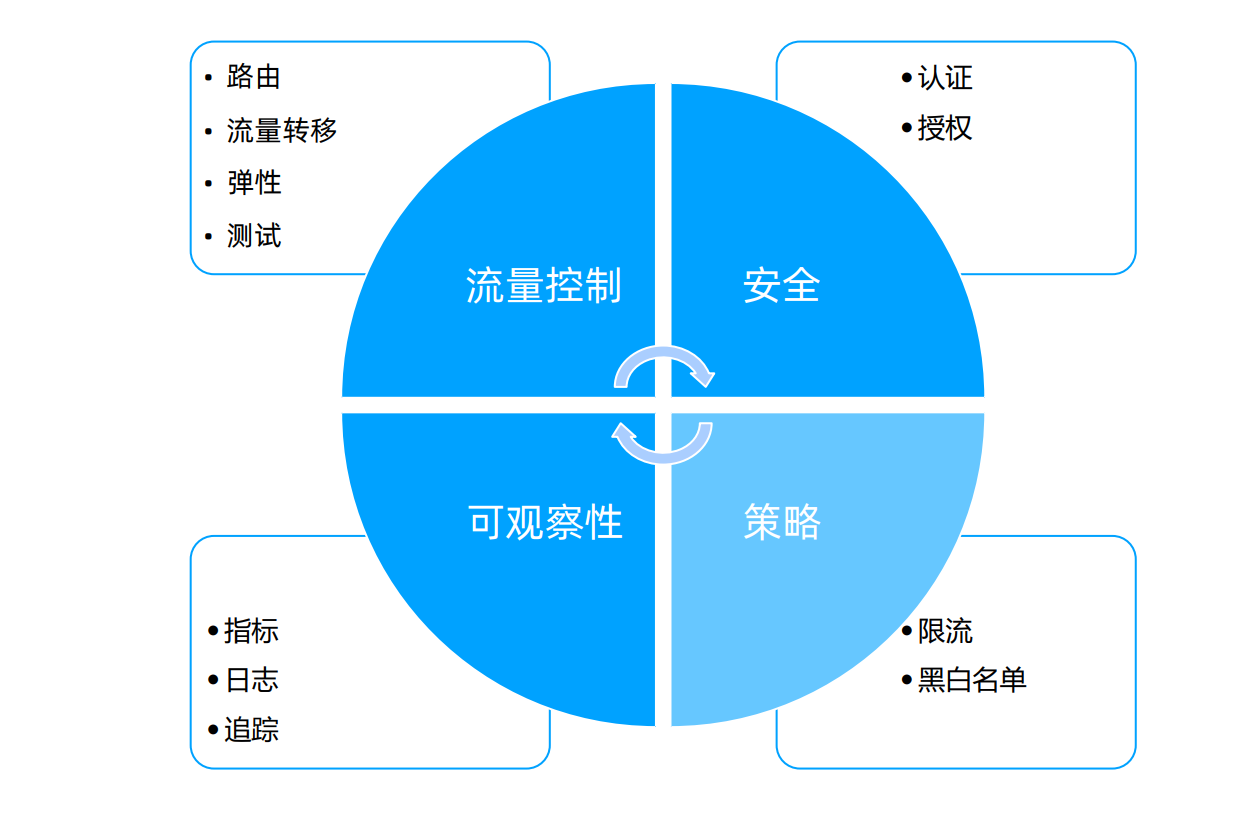 • 路由
• 流量转移
• 弹性
• 测试
•认证
•授权
流量控制
安全
可观察性
策略
•指标
•日志
•追踪
•限流
•黑白名单